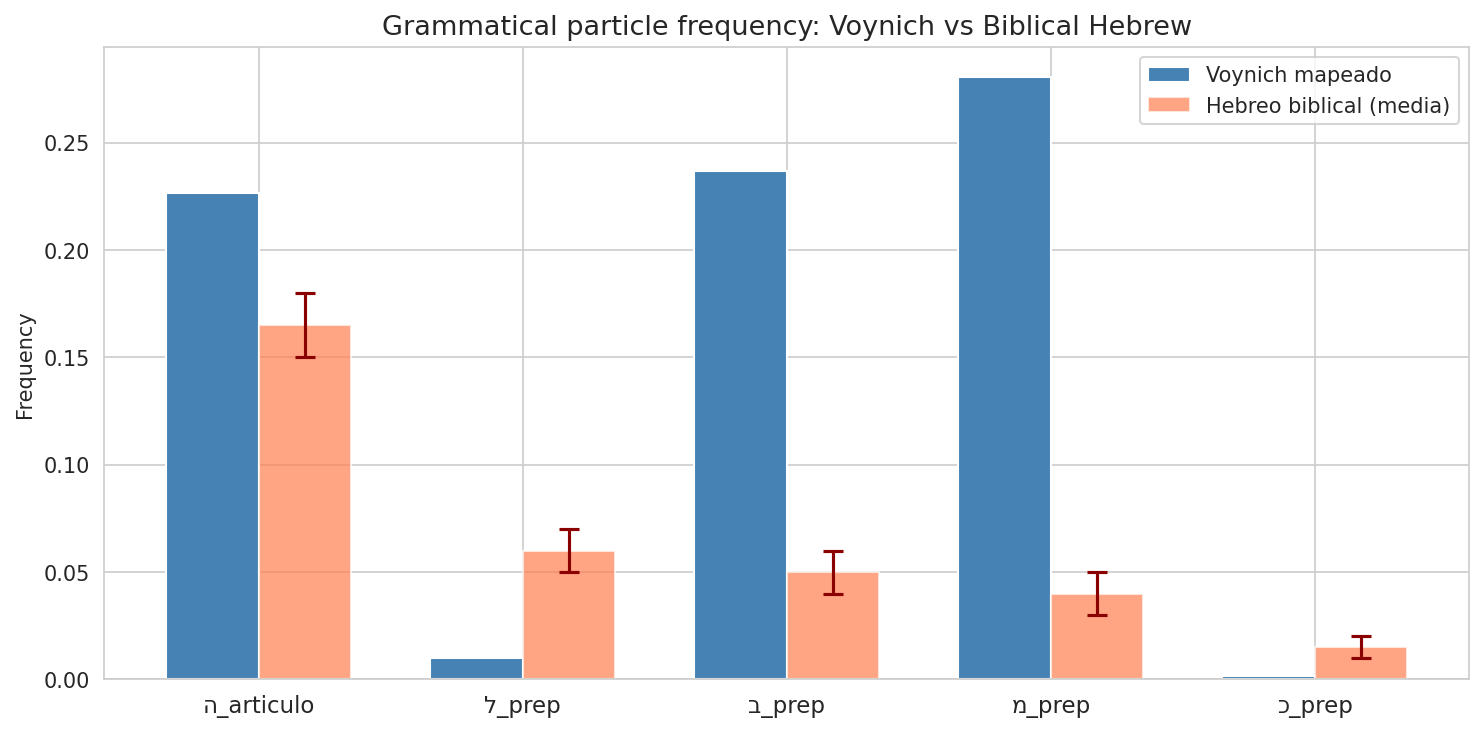 Grammatical particle frequency: Voynich vs Biblical Hebrew
Voynich mapeado
Hebreo biblical (media)
Frequency
0.25
0.20
0.15
0.10
0.05
0.00
ה_articulo
ל_prep
ב_prep
מ_prep
כ_prep